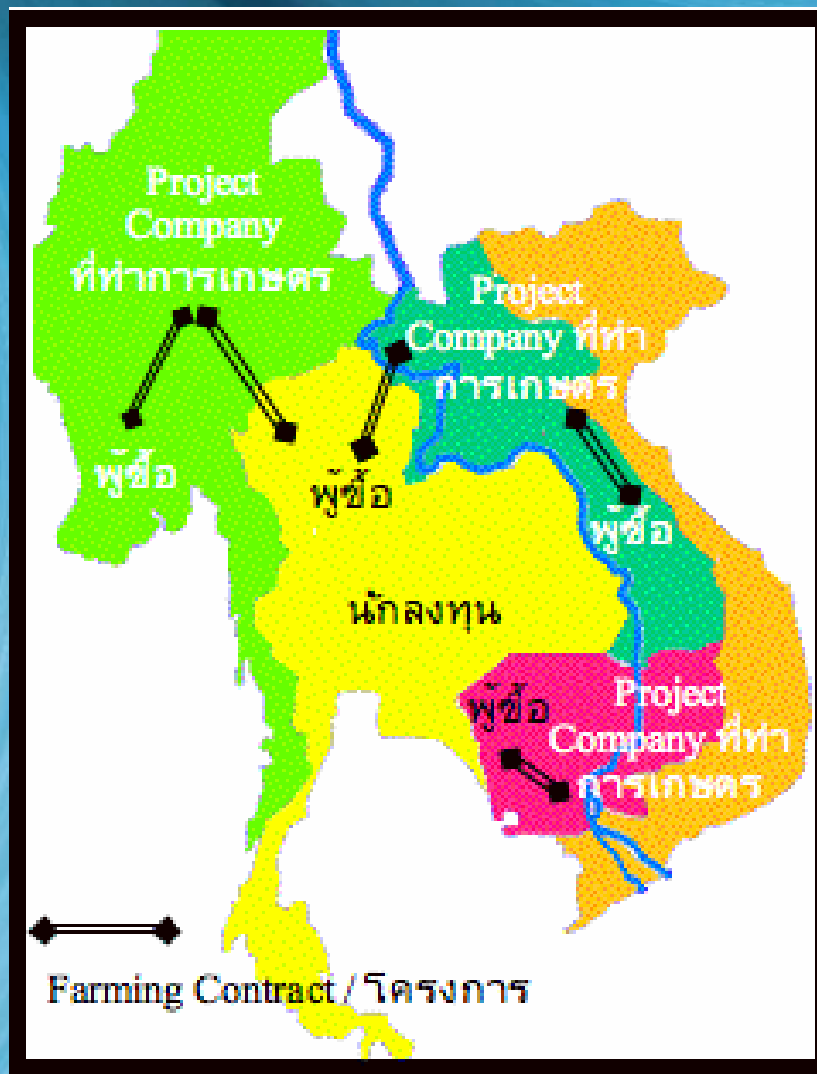 Project
Company
ที่ทำการเกษตร
ผู้ซื้อ
Project
Company ที่ทำ
การเกษตร
ผู้ซื้อ
ผู้ซื้อ
นักลงทุน
ผู้ซื้อ
Project
Company ที่ทำ
การเกษตร
Farming Contract / โครงการ